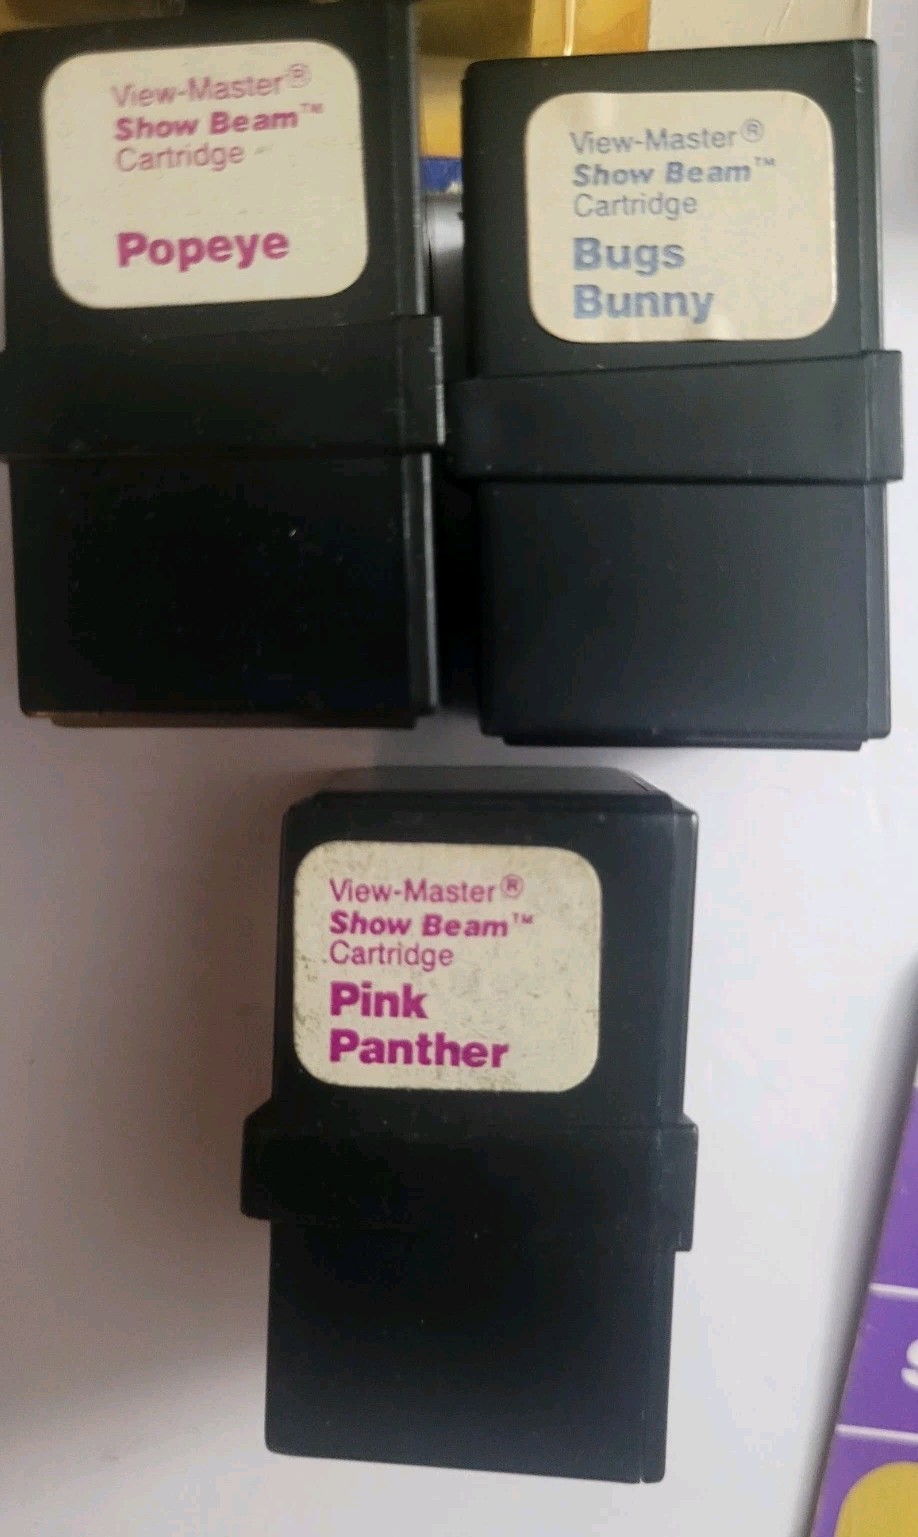 View-Master®
Show Beam™
Cartridge
Popeye
View-Master®
Show Beam™
Cartridge
Bugs
Bunny
View-Master®
Show Beam™
Cartridge
Pink
Panther